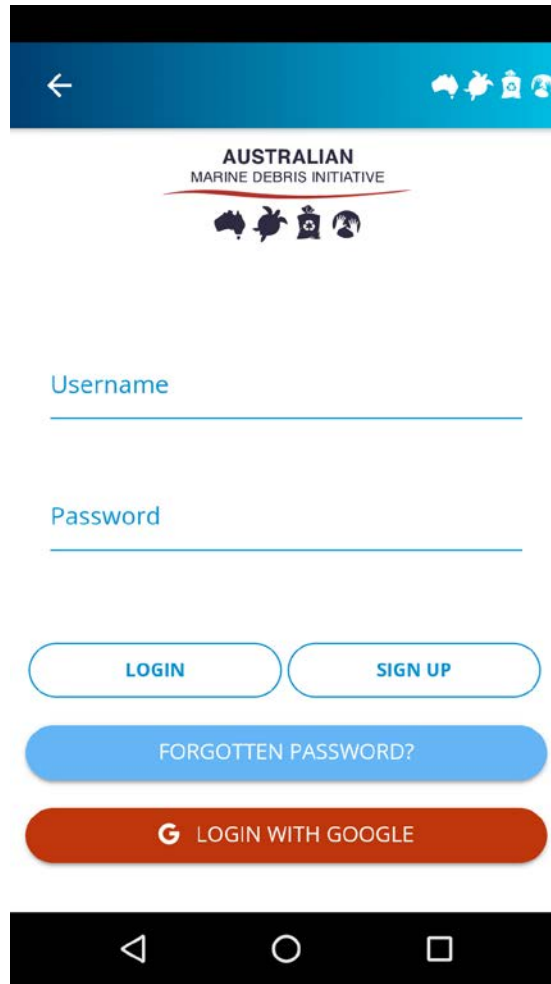 AUSTRALIAN
MARINE DEBRIS INITIATIVE
Username
Password
LOGIN
SIGN UP
FORGOTTEN PASSWORD?
G LOGIN WITH GOOGLE